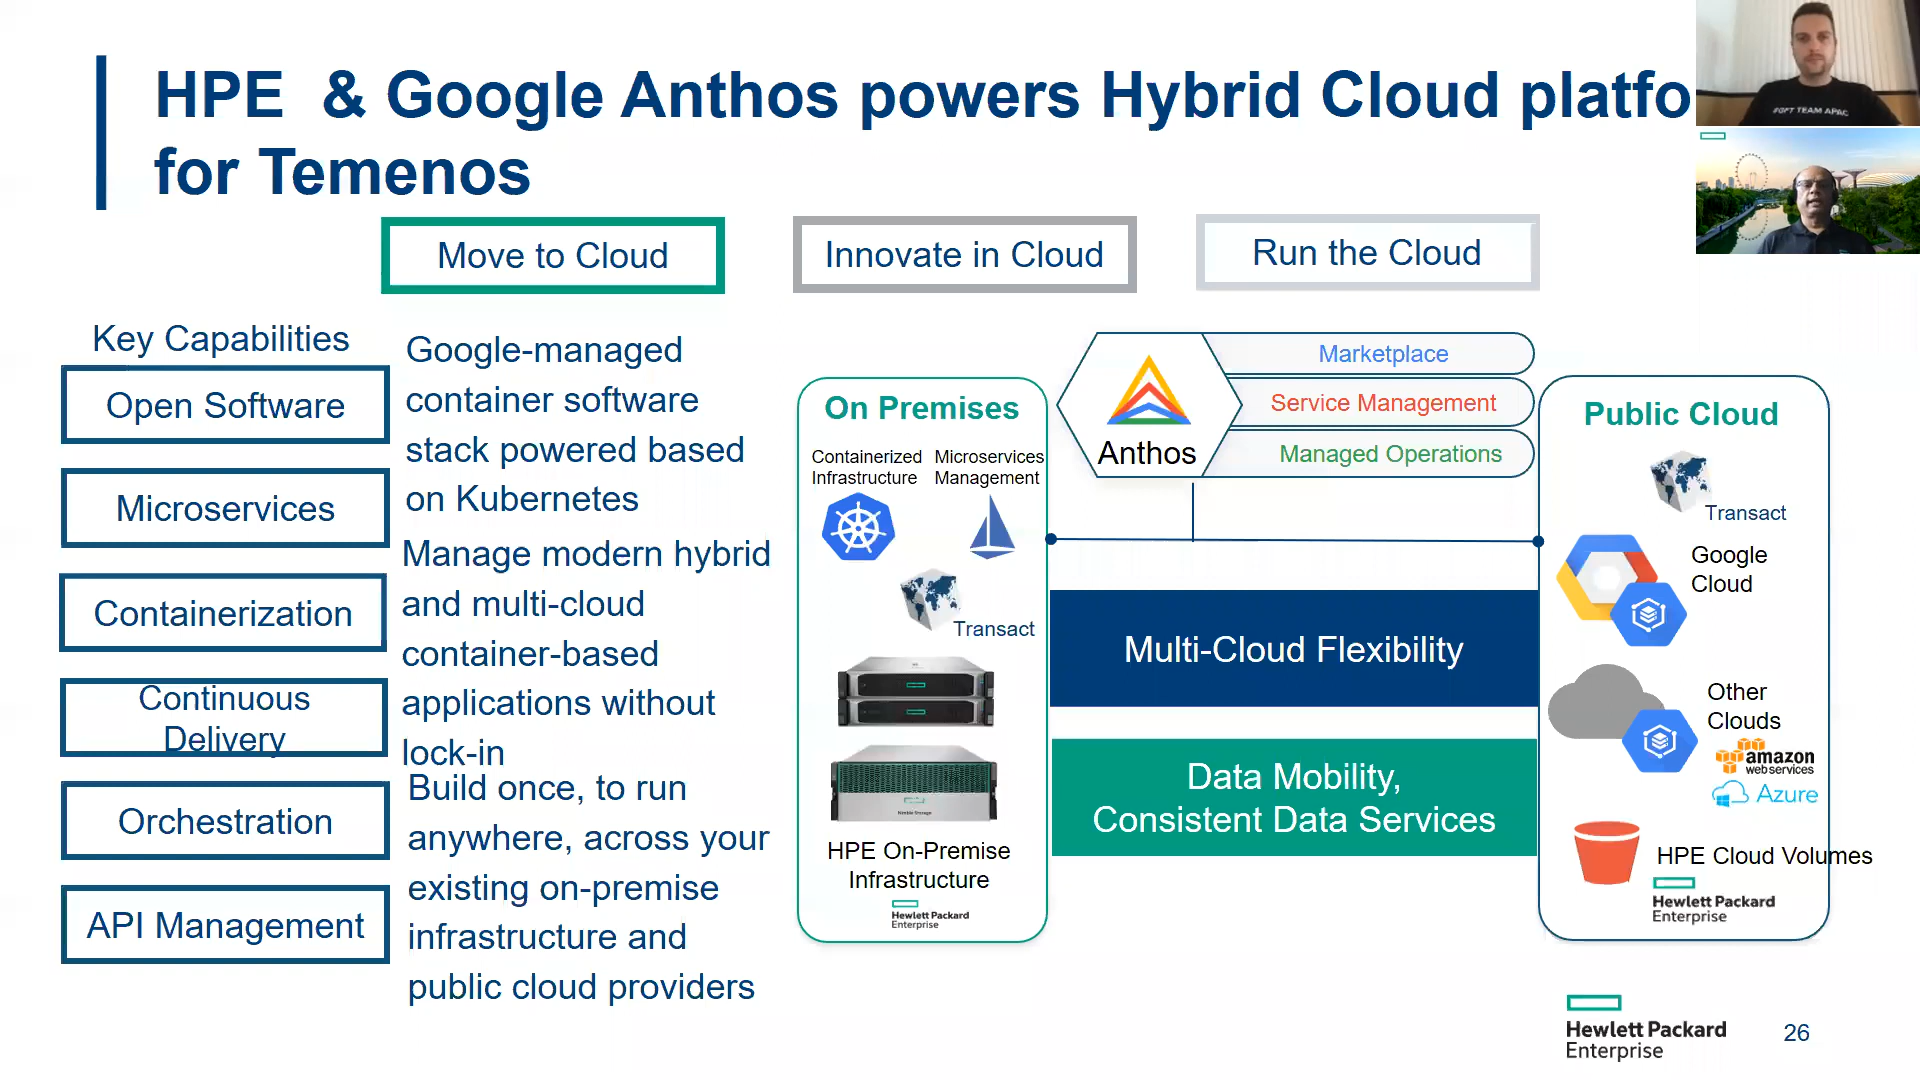 HPE & Google Anthos powers Hybrid Cloud platfo
for Temenos
Move to Cloud
Innovate in Cloud
Run the Cloud
Key Capabilities
Open Software
Microservices
Containerization
Continuous
Delivery
Orchestration
API Management
Google-managed
container software
stack powered based
on Kubernetes
Manage modern hybrid
and multi-cloud
container-based
applications without
lock-in
Build once, to run
anywhere, across your
existing on-premise
infrastructure and
public cloud providers
On Premises
Containerized
Infrastructure
Microservices
Management
Transact
Nimble Storage
HPE On-Premise
Infrastructure
Hewlett Packard
Enterprise
Anthos
Marketplace
Service Management
Managed Operations
Multi-Cloud Flexibility
Data Mobility,
Consistent Data Services
Public Cloud
Transact
Google
Cloud
Other
Clouds
amazon
webservices
Azure
HPE Cloud Volumes
Hewlett Packard
Enterprise
Hewlett Packard
Enterprise
26
TEAM APAC